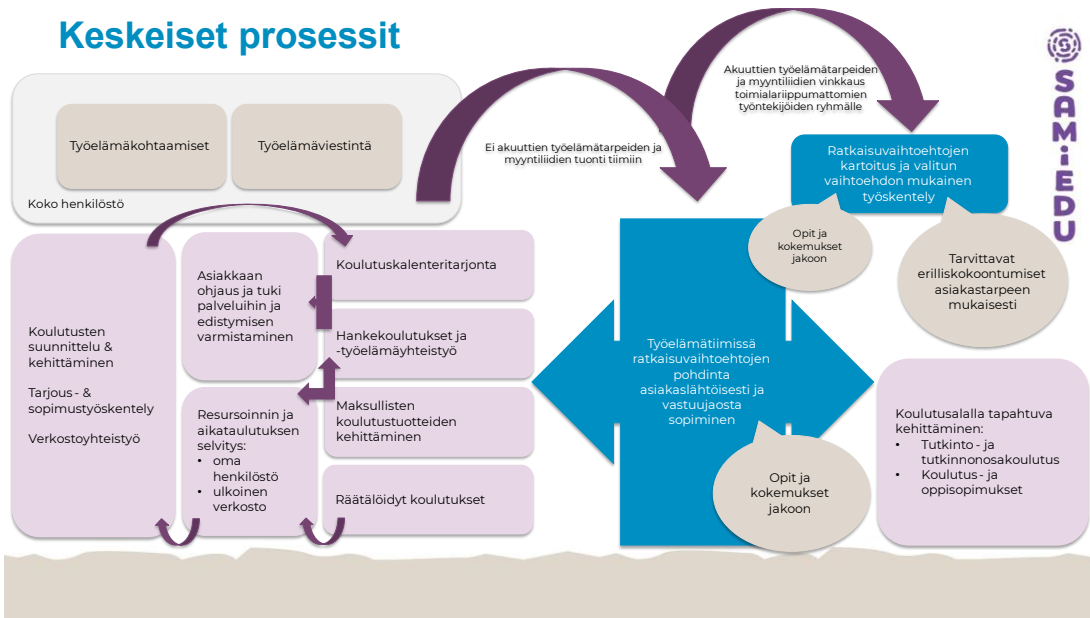 Keskeiset prosessit
Työelämäkohtaamiset
Työelämäviestintä
Koko henkilöstö
Ei akuuttien työelämätarpeiden ja
myyntiliidien tuonti tiimiin
Akuuttien työelämätarpeiden
ja myyntiliidien vinkkaus
toimialariippumattomien
työntekijöiden ryhmälle
SAMiEDU
Ratkaisuvaihtoehtojen
kartoitus ja valitun
vaihtoehdon mukainen
työskentely
Opit ja
kokemukset
jakoon
Tarvittavat
erilliskokoontumiset
asiakastarpeen
mukaisesti
Koulutusten
suunnittelu &
kehittäminen
Tarjous- &
sopimustyöskentely
Verkostoyhteistyö
Asiakkaan
ohjaus ja tuki
palveluihin ja
edistymisen
varmistaminen
Resursoinnin ja
aikataulutuksen
selvitys:
• oma
henkilöstö
• ulkoinen
verkosto
Koulutuskalenteritarjonta
Hankekoulutukset ja
-työelämäyhteistyö
Maksullisten
koulutustuotteiden
kehittäminen
Räätälöidyt koulutukset
Työelämätiimissä
ratkaisuvaihtoehtojen
pohdinta
asiakaslähtöisesti ja
vastuujaosta
sopiminen
Opit ja
kokemukset
jakoon
Koulutusalalla tapahtuva
kehittäminen:
• Tutkinto- ja
tutkinnonosakoulutus
• Koulutus- ja
oppisopimukset